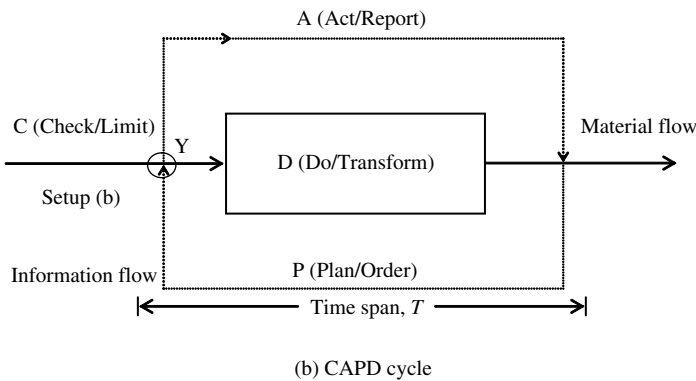 A (Act/Report)
C (Check/Limit)
Y
Material flow
D (Do/Transform)
Setup (b)
Information flow
P (Plan/Order)
Time span, T
(b) CAPD cycle